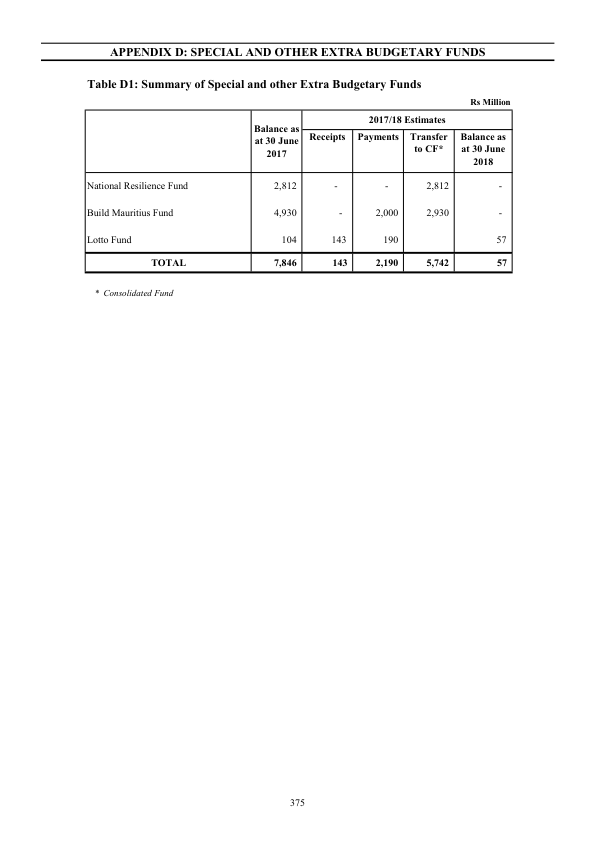 APPENDIX D: SPECIAL AND OTHER EXTRA BUDGETARY FUNDS
Table D1: Summary of Special and other Extra Budgetary Funds
Rs Million
Balance as at 30 June 2017
2017/18 Estimates
Receipts Payments Transfer to CF* Balance as at 30 June 2018
National Resilience Fund 2,812 - - 2,812 -
Build Mauritius Fund 4,930 - 2,000 2,930 -
Lotto Fund 104 143 190 57
TOTAL 7,846 143 2,190 5,742 57
* Consolidated Fund
375